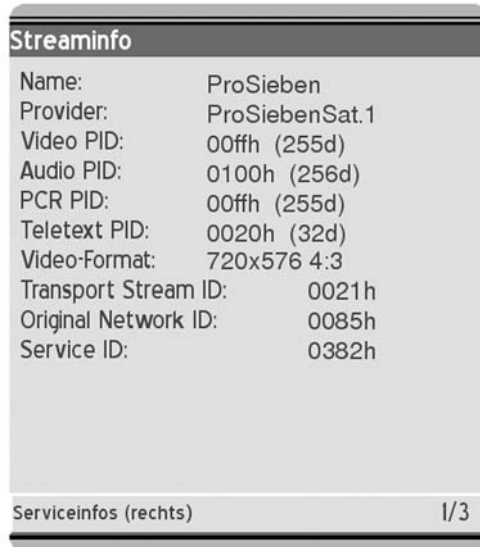 Streaminfo
Name: ProSieben
Provider: ProSiebenSat.1
Video PID: 00ffh (255d)
Audio PID: 0100h (256d)
PCR PID: 00ffh (255d)
Teletext PID: 0020h (32d)
Video-Format: 720x576 4:3
Transport Stream ID: 0021h
Original Network ID: 0085h
Service ID: 0382h
Serviceinfos (rechts) 1/3